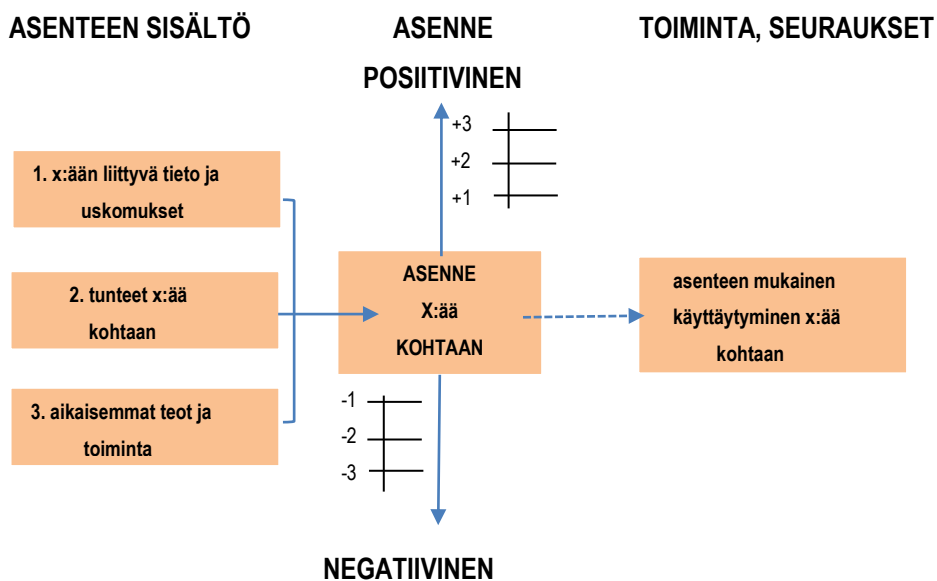 ASENTEEN SISÄLTÖ
ASENNE
TOIMINTA, SEURAUKSET
POSIITIVINEN
+3
+2
+1
1. x:ään liittyvä tieto ja
uskomukset
2. tunteet x:ää
kohtaan
3. aikaisemmat teot ja
toiminta
ASENNE
X:ää
KOHTAAN
asenteen mukainen
käyttäytyminen x:ää
kohtaan
-1
-2
-3
NEGATIIVINEN